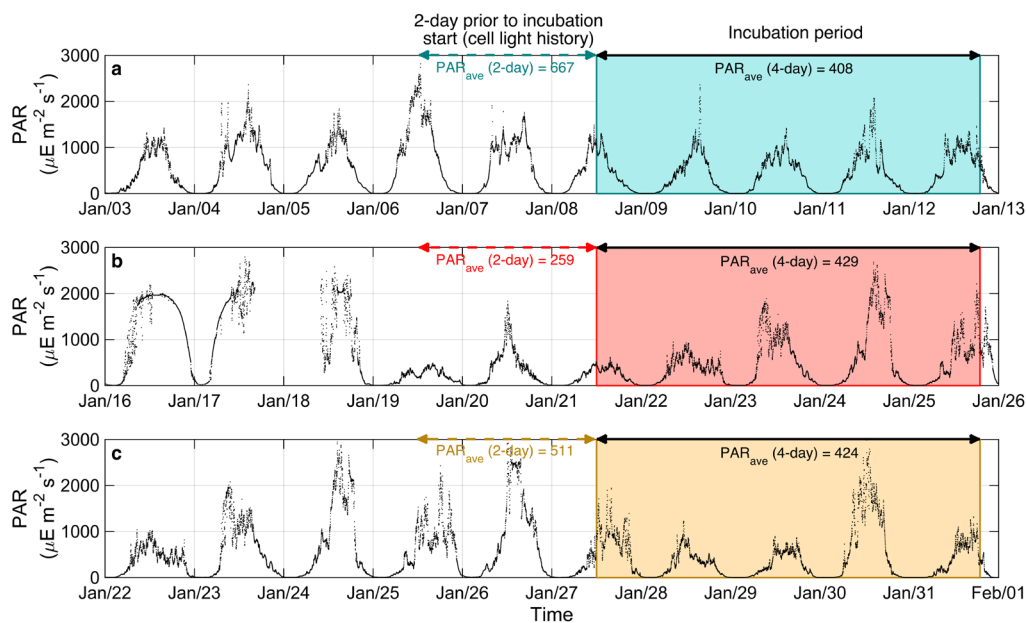 2-day prior to incubation
start (cell light history)
Incubation period
3000
2000
1000
0
PAR
(μE m⁻² s⁻¹)
a
PARave (2-day) = 667
PARave (4-day) = 408
Jan/03 Jan/04 Jan/05 Jan/06 Jan/07 Jan/08 Jan/09 Jan/10 Jan/11 Jan/12 Jan/13
3000
2000
1000
0
PAR
(μE m⁻² s⁻¹)
b
PARave (2-day) = 259
PARave (4-day) = 429
Jan/16 Jan/17 Jan/18 Jan/19 Jan/20 Jan/21 Jan/22 Jan/23 Jan/24 Jan/25 Jan/26
3000
2000
1000
0
PAR
(μE m⁻² s⁻¹)
c
PARave (2-day) = 511
PARave (4-day) = 424
Jan/22 Jan/23 Jan/24 Jan/25 Jan/26 Jan/27 Jan/28 Jan/29 Jan/30 Jan/31 Feb/01
Time